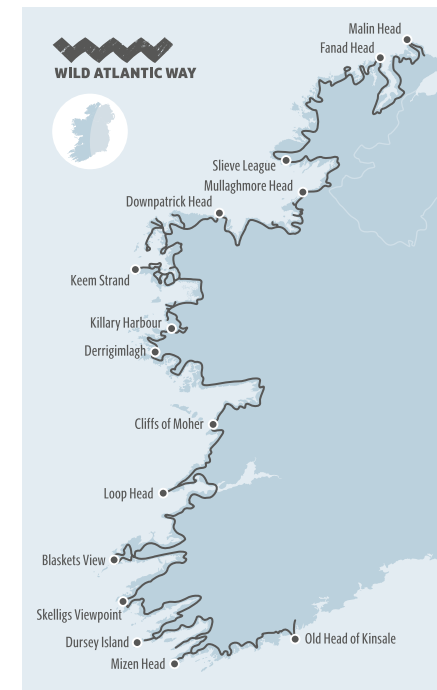 Malin Head
Fanad Head
WILD ATLANTIC WAY
Slieve League
Mullaghmore Head
Downpatrick Head
Keem Strand
Killary Harbour
Derrigimlagh
Cliffs of Moher
Loop Head
Blaskets View
Skelligs Viewpoint
Dursey Island
Old Head of Kinsale
Mizen Head